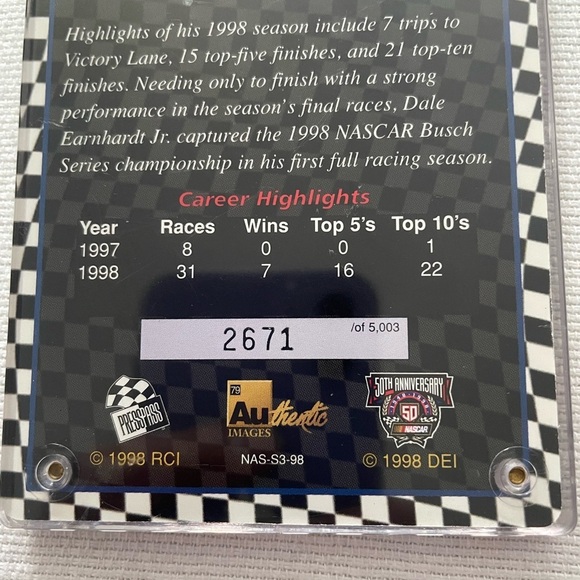 Highlights of his 1998 season include 7 trips to
Victory Lane, 15 top-five finishes, and 21 top-ten
finishes. Needing only to finish with a strong
performance in the season's final races, Dale
Earnhardt Jr. captured the 1998 NASCAR Busch
Series championship in his first full racing season.
Career Highlights
Year Races Wins Top 5's Top 10's
1997 8 0 0 1
1998 31 7 16 22
2671 /of 5,003
PRESS PASS
79
Authentic
IMAGES
50TH ANNIVERSARY
1948-1998
50
NASCAR
© 1998 RCI NAS-S3-98 © 1998 DEI